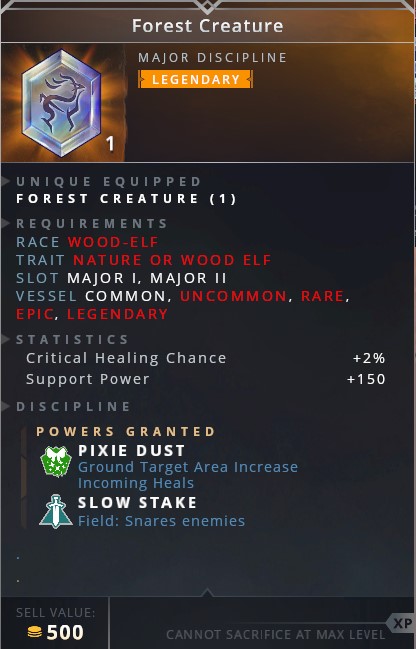 Forest Creature
MAJOR DISCIPLINE
LEGENDARY
1
UNIQUE EQUIPPED
FOREST CREATURE (1)
REQUIREMENTS
RACE WOOD-ELF
TRAIT NATURE OR WOOD ELF
SLOT MAJOR I, MAJOR II
VESSEL COMMON, UNCOMMON, RARE,
EPIC, LEGENDARY
STATISTICS
Critical Healing Chance +2%
Support Power +150
DISCIPLINE
POWERS GRANTED
PIXIE DUST
Ground Target Area Increase
Incoming Heals
SLOW STAKE
Field: Snares enemies
.
.
SELL VALUE:
500
XP
CANNOT SACRIFICE AT MAX LEVEL